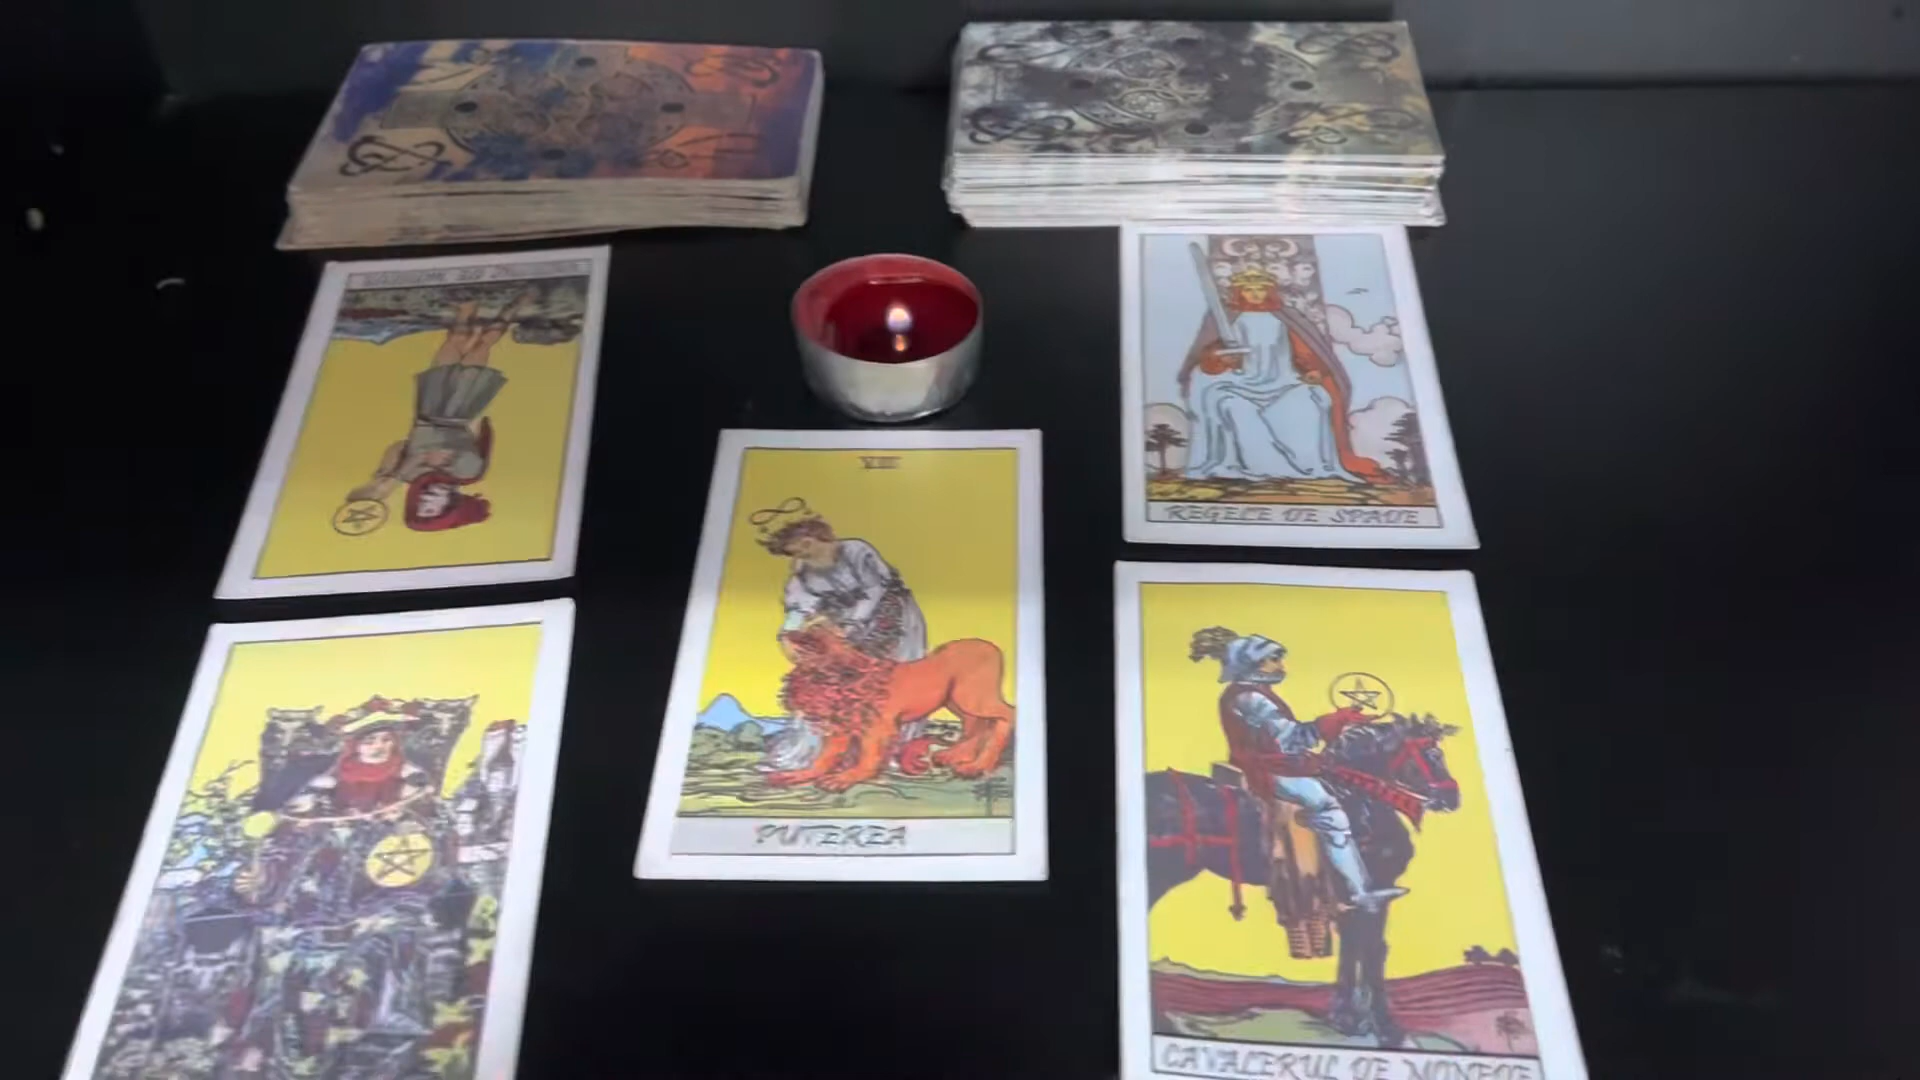 REGELE DE SPADE
VIII
PUTEREA
CAVALERUL DE MONEDE